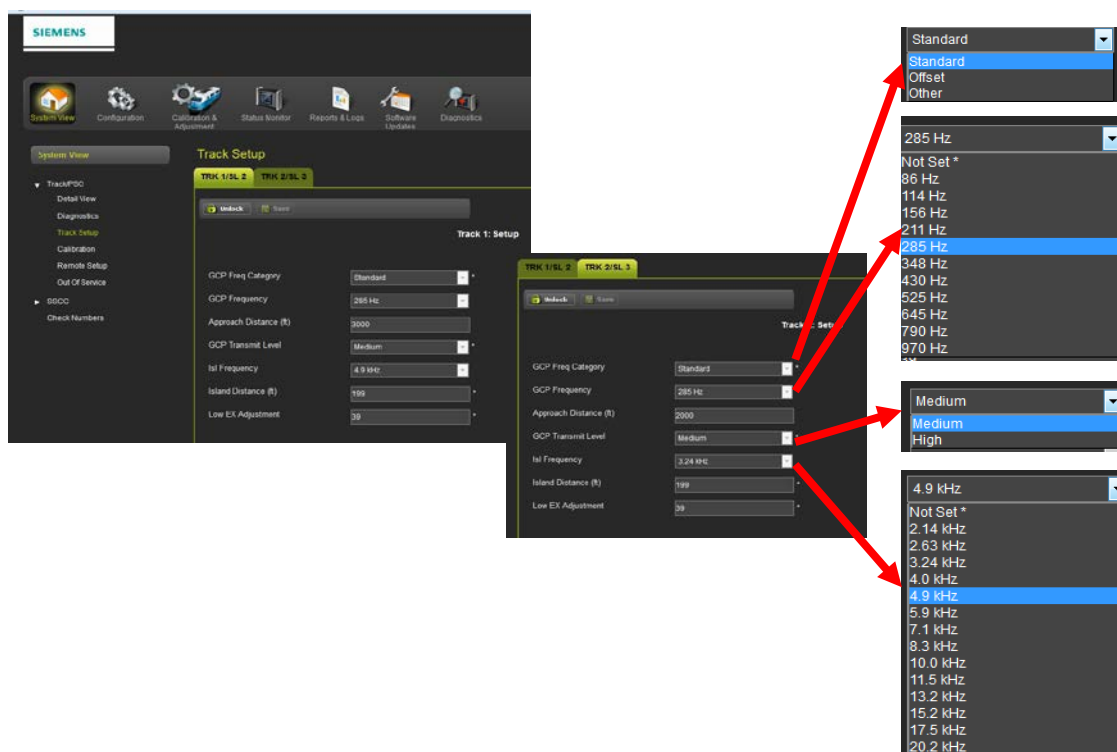 SIEMENS
System View
Configuration
Calibration &
Adjustment
Status Monitor
Reports & Logs
Software
Updates
Diagnostics
System View
Track/PSO
Detail View
Diagnostics
Track Setup
Calibration
Remote Setup
Out Of Service
SSCC
Check Numbers
Track Setup
TRK 1/SL 2 TRK 2/SL 3
Unlock Save
Track 1: Setup
GCP Freq Category Standard *
GCP Frequency 285 Hz
Approach Distance (ft) 3000
GCP Transmit Level Medium *
Isl Frequency 4.9 kHz
Island Distance (ft) 199 *
Low EX Adjustment 39 *
TRK 1/SL 2 TRK 2/SL 3
Unlock Save
Track 2: Setup
GCP Freq Category Standard *
GCP Frequency 285 Hz
Approach Distance (ft) 2000
GCP Transmit Level Medium *
Isl Frequency 3.24 kHz
Island Distance (ft) 199 *
Low EX Adjustment 39 *
Standard
Standard
Offset
Other
285 Hz
Not Set *
86 Hz
114 Hz
156 Hz
211 Hz
285 Hz
348 Hz
430 Hz
525 Hz
645 Hz
790 Hz
970 Hz
Medium
Medium
High
4.9 kHz
Not Set *
2.14 kHz
2.63 kHz
3.24 kHz
4.0 kHz
4.9 kHz
5.9 kHz
7.1 kHz
8.3 kHz
10.0 kHz
11.5 kHz
13.2 kHz
15.2 kHz
17.5 kHz
20.2 kHz